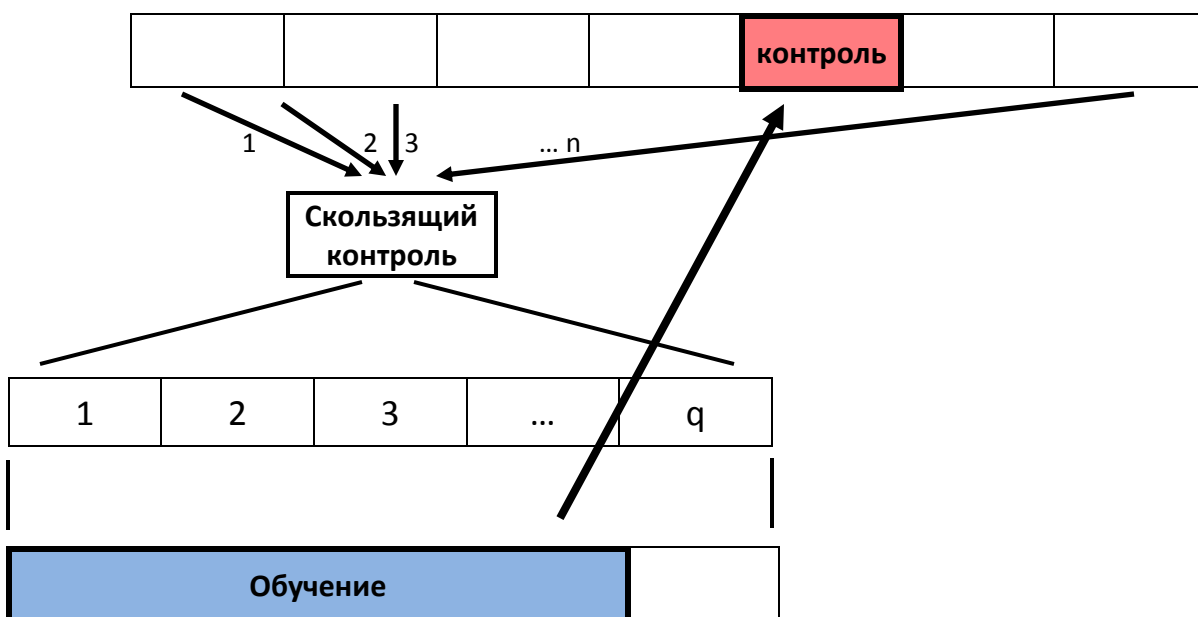 контроль
1 2 3 ... n
Скользящий
контроль
1 2 3 ... q
Обучение